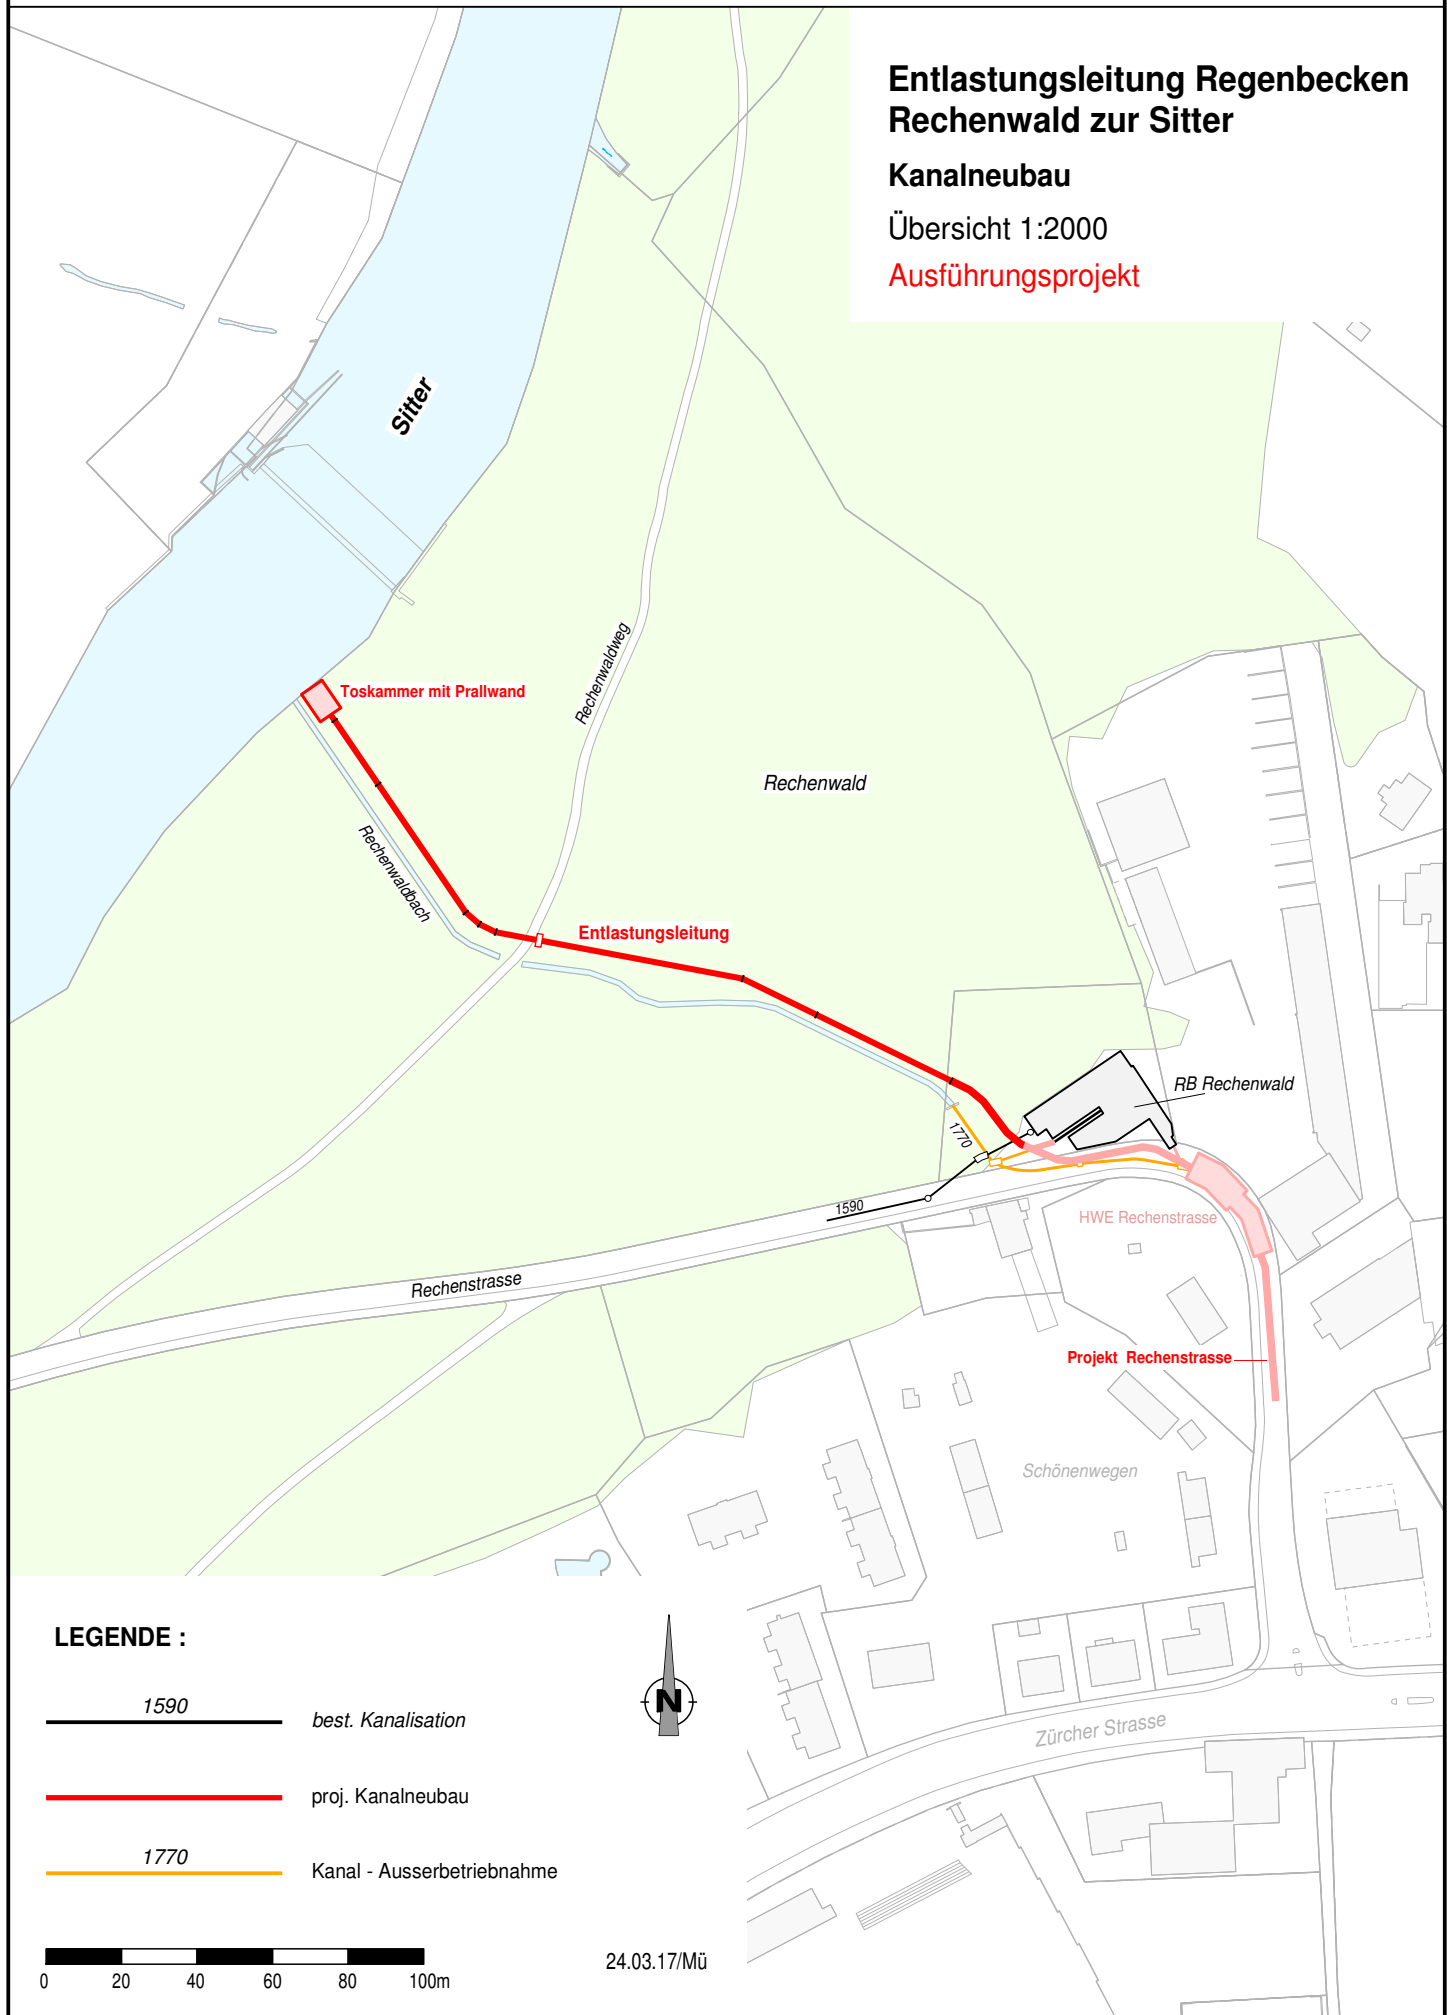 Entlastungsleitung Regenbecken
Rechenwald zur Sitter
Kanalneubau
Übersicht 1:2000
Ausführungsprojekt
Sitter
Rechenwaldweg
Toskammer mit Prallwand
Rechenwald
Rechenwaldbach
Entlastungsleitung
RB Rechenwald
1770
1590
HWE Rechenstrasse
Rechenstrasse
Projekt Rechenstrasse
Schönenwegen
Zürcher Strasse
LEGENDE :
1590
best. Kanalisation
proj. Kanalneubau
1770
Kanal - Ausserbetriebnahme
N
0 20 40 60 80 100m
24.03.17/Mü